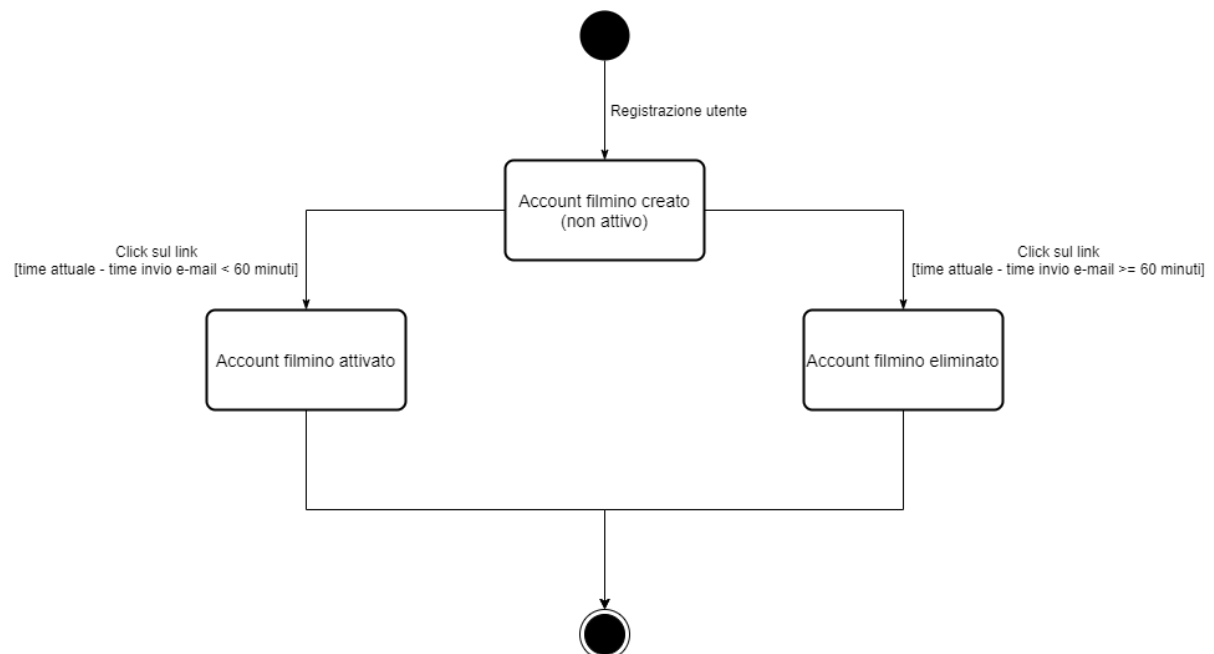 Registrazione utente
Account filmino creato
(non attivo)
Click sul link
[time attuale - time invio e-mail < 60 minuti]
Click sul link
[time attuale - time invio e-mail >= 60 minuti]
Account filmino attivato
Account filmino eliminato